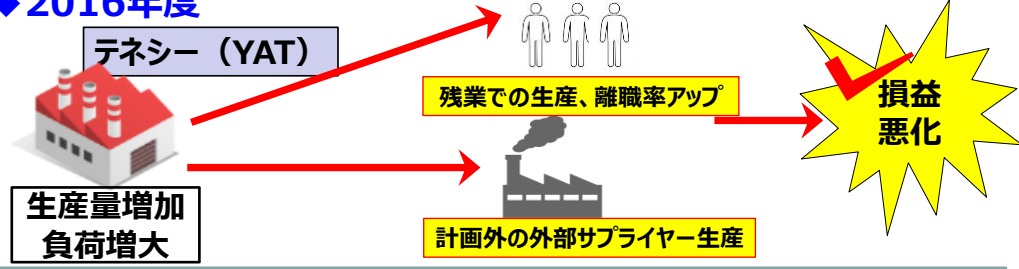 ◆2016年度
テネシー（YAT）
残業での生産、離職率アップ
損益
悪化
生産量増加
負荷増大
計画外の外部サプライヤー生産